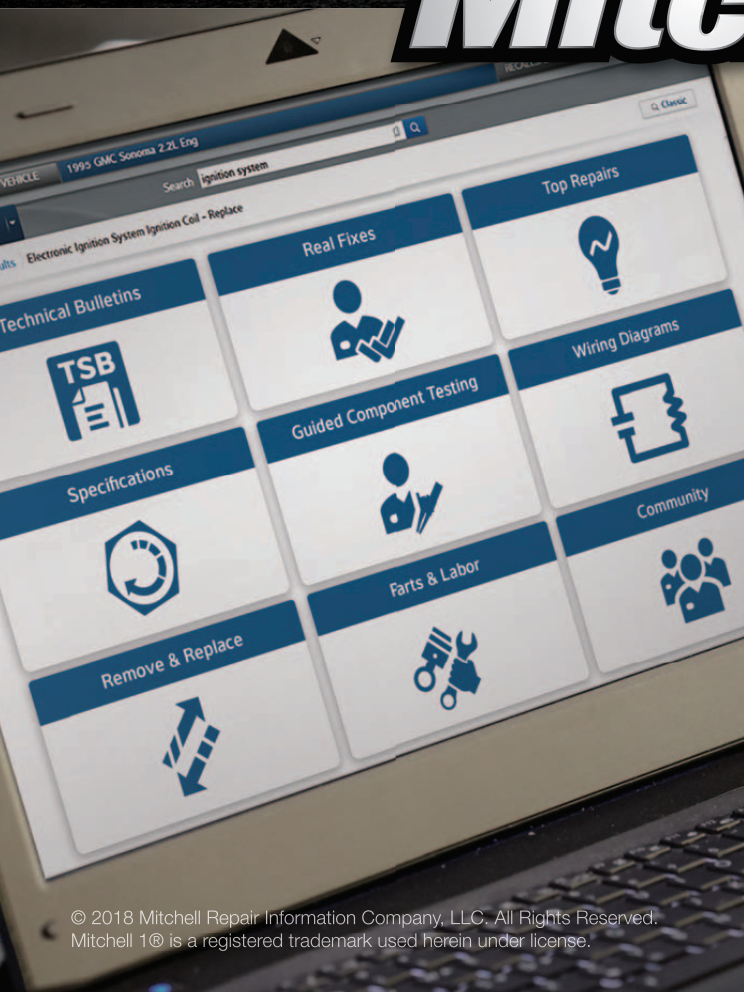 Mitc
VEHICLE 1995 GMC Sonoma 2.2L Eng
Search ignition system
Classic
ults Electronic Ignition System Ignition Coil – Replace
Technical Bulletins
Real Fixes
Top Repairs
TSB
Specifications
Guided Component Testing
Wiring Diagrams
Remove & Replace
Farts & Labor
Community
© 2018 Mitchell Repair Information Company, LLC. All Rights Reserved.
Mitchell 1® is a registered trademark used herein under license.